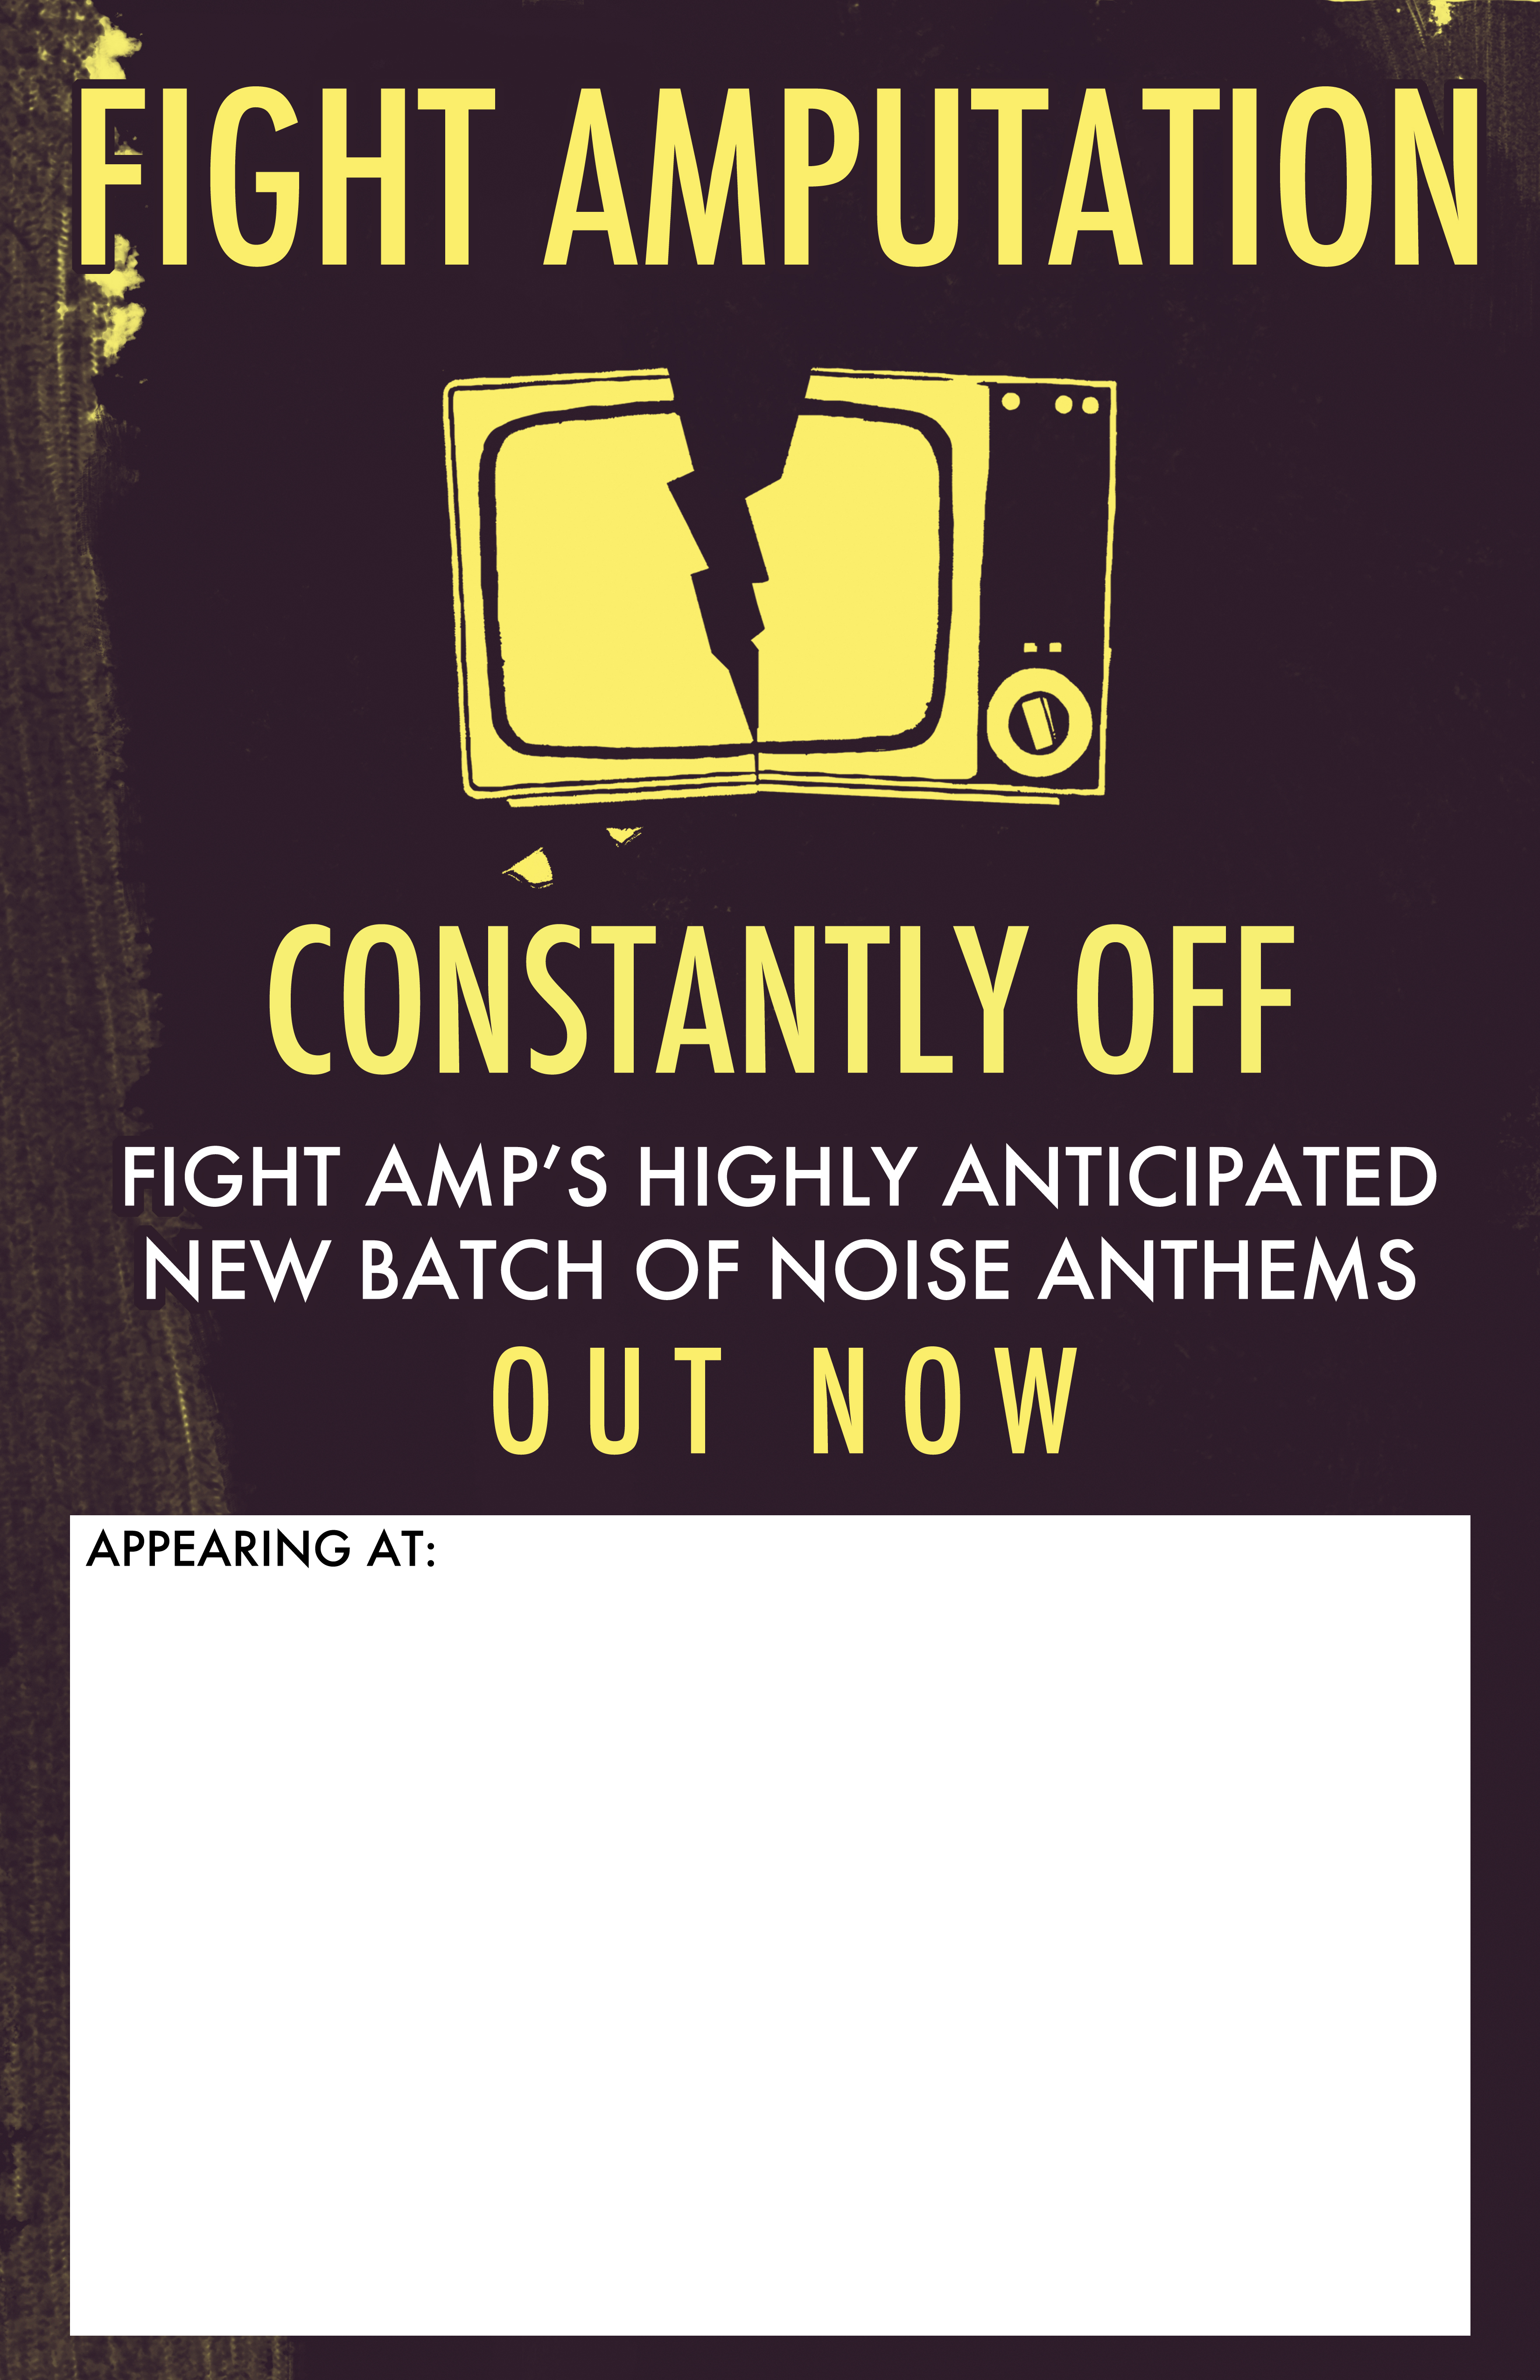 FIGHT AMPUTATION
CONSTANTLY OFF
FIGHT AMP’S HIGHLY ANTICIPATED
NEW BATCH OF NOISE ANTHEMS
OUT NOW
APPEARING AT: